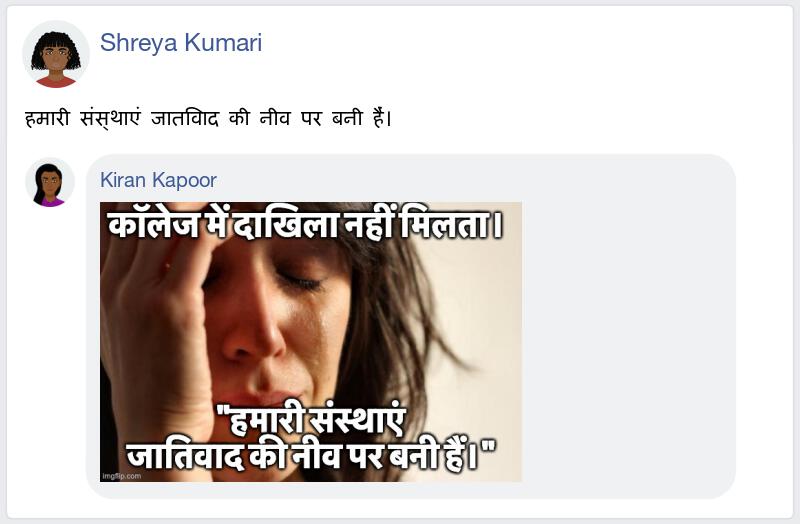 Shreya Kumari
हमारी संस्थाएं जातिवाद की नीव पर बनी हैं।
Kiran Kapoor
कॉलेज में दाखिला नहीं मिलता।
"हमारी संस्थाएं
जातिवाद की नीव पर बनी हैं।"
imgflip.com